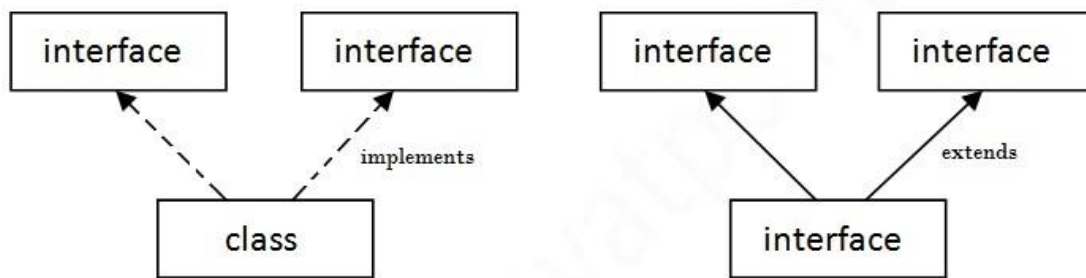 interface interface interface interface
implements extends
class interface